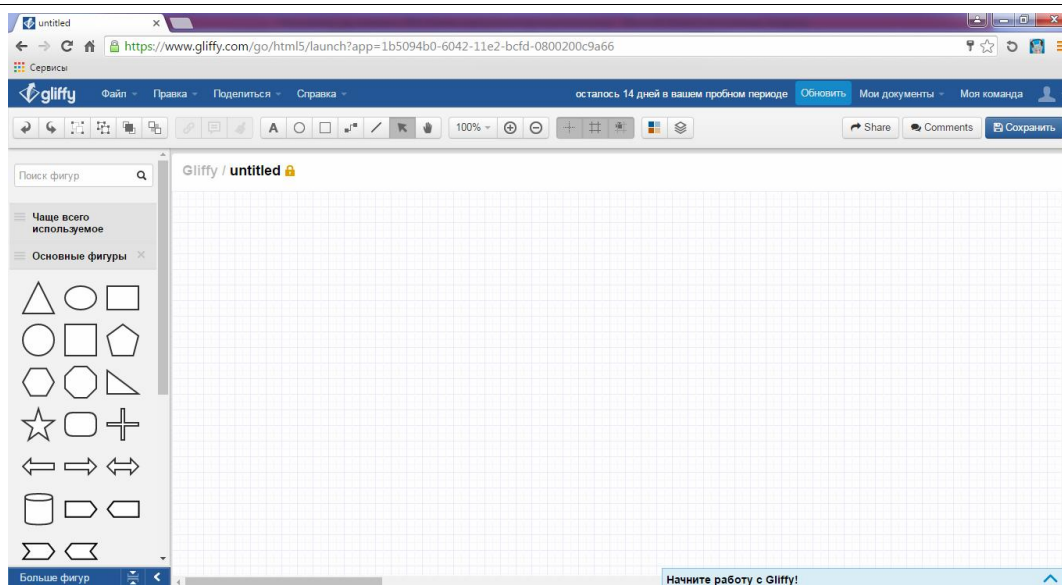 untitled
https://www.gliffy.com/go/html5/launch?app=1b5094b0-6042-11e2-bcfd-0800200c9a66
Сервисы
gliffy Файл Правка Поделиться Справка осталось 14 дней в вашем пробном периоде Обновить Мои документы Моя команда
A 100% Share Comments Сохранить
Поиск фигур
Gliffy / untitled
Чаще всего
используемое
Основные фигуры
Больше фигур
Начните работу с Gliffy!